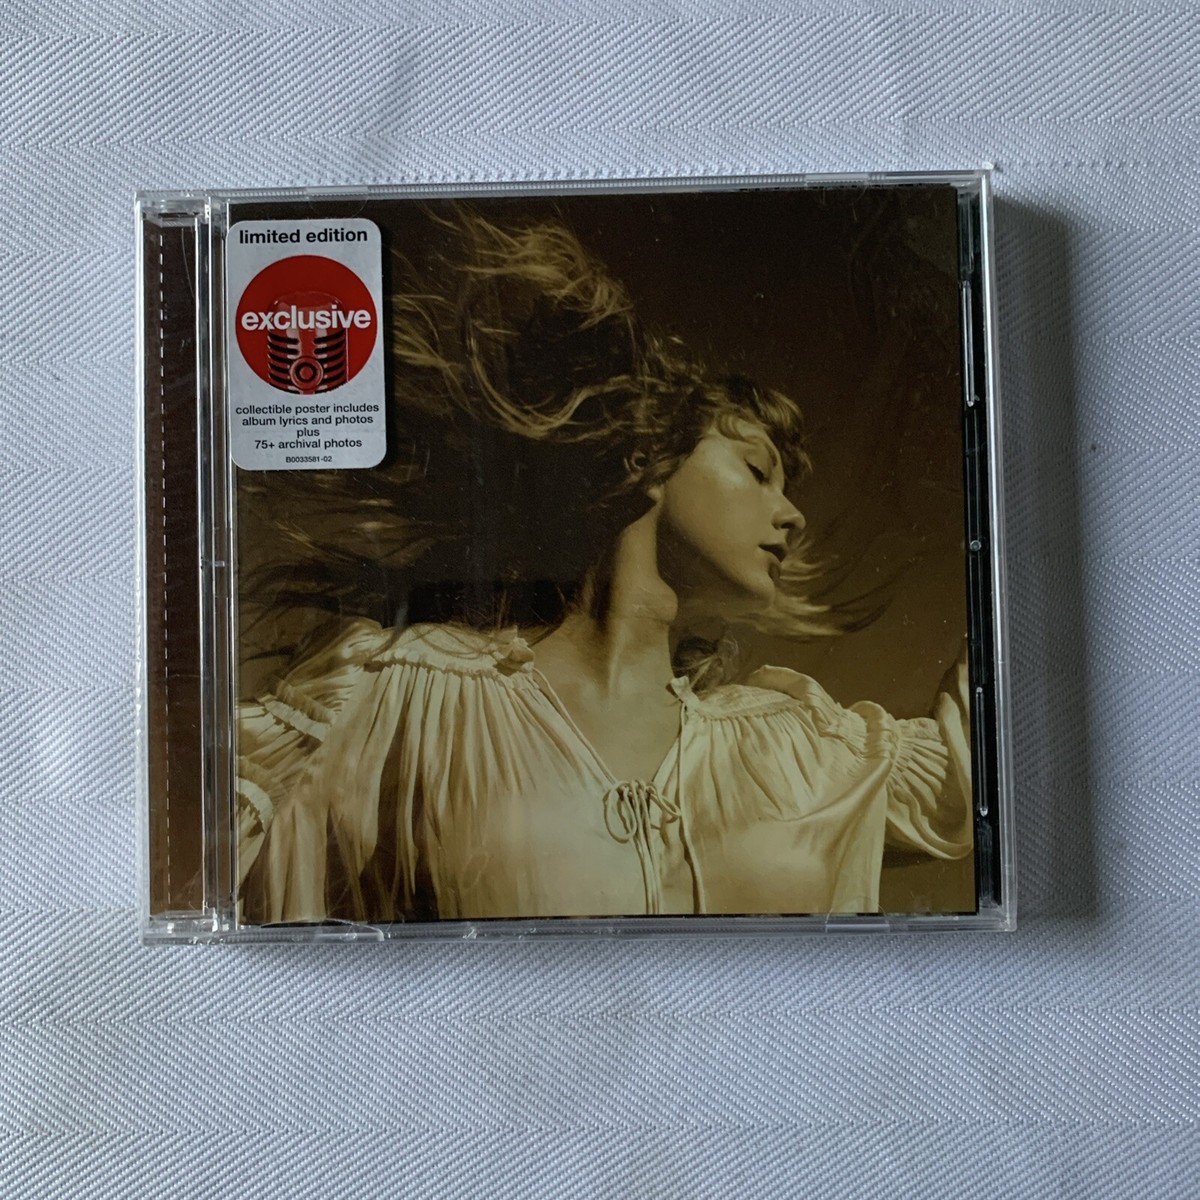 limited edition
exclusive
collectible poster includes
album lyrics and photos
plus
75+ archival photos
B0033581-02